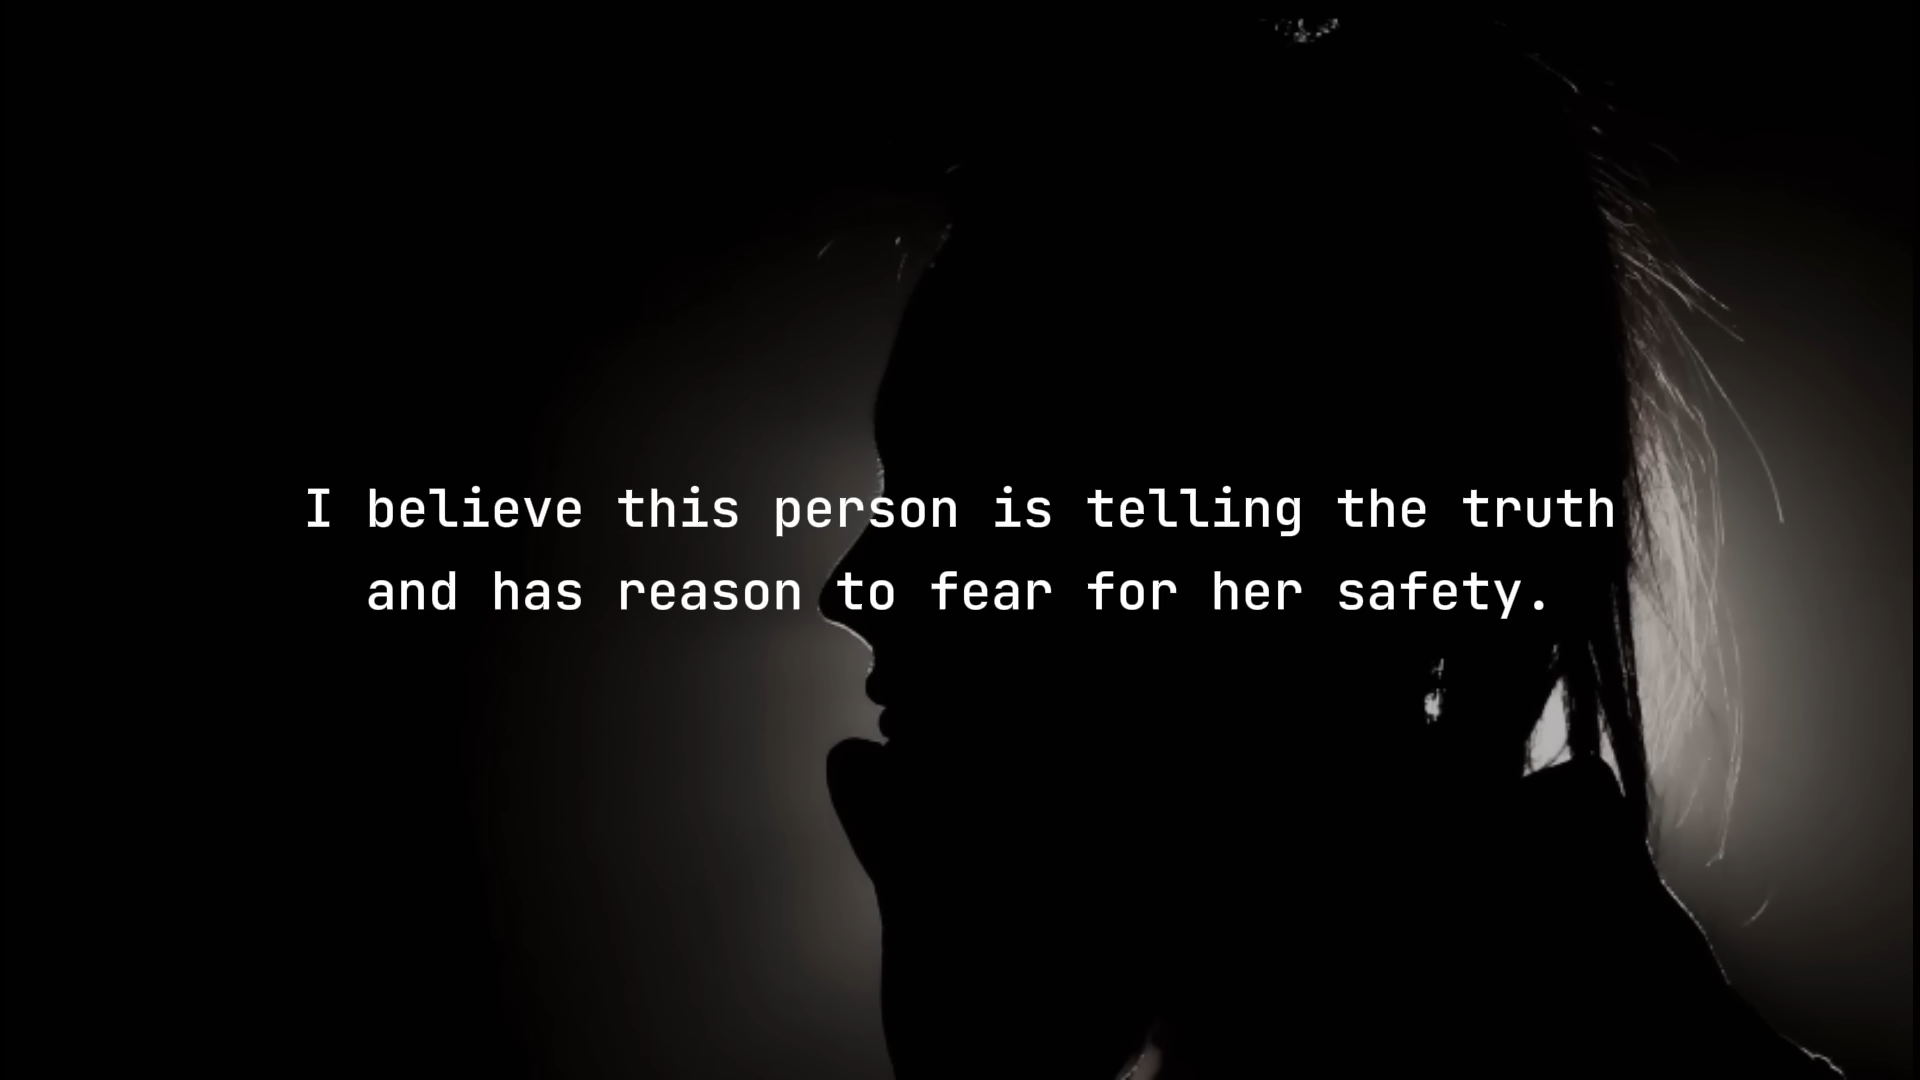 I believe this person is telling the truth
and has reason to fear for her safety.